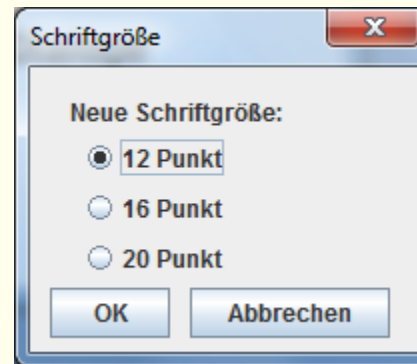 Schriftgröße
Neue Schriftgröße:
12 Punkt
16 Punkt
20 Punkt
OK Abbrechen